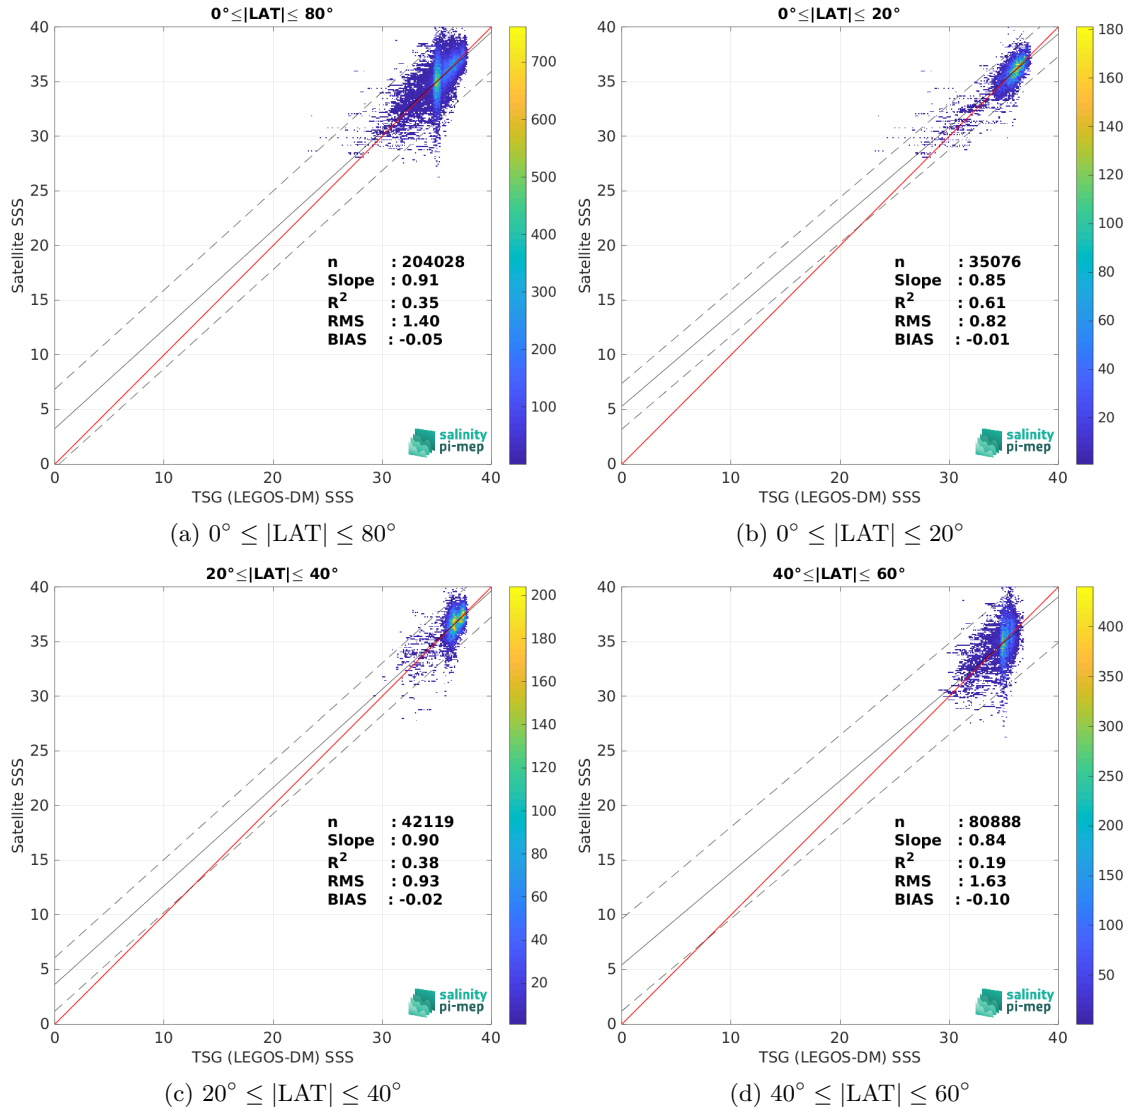 0°≤|LAT|≤ 80°
Satellite SSS
40
35
30
25
20
15
10
5
0
0 10 20 30 40
TSG (LEGOS-DM) SSS
n : 204028
Slope : 0.91
R² : 0.35
RMS : 1.40
BIAS : -0.05
salinity
pi-mep
700
600
500
400
300
200
100
(a) 0° ≤ |LAT| ≤ 80°
0°≤|LAT|≤ 20°
Satellite SSS
40
35
30
25
20
15
10
5
0
0 10 20 30 40
TSG (LEGOS-DM) SSS
n : 35076
Slope : 0.85
R² : 0.61
RMS : 0.82
BIAS : -0.01
salinity
pi-mep
180
160
140
120
100
80
60
40
20
(b) 0° ≤ |LAT| ≤ 20°
20°≤|LAT|≤ 40°
Satellite SSS
40
35
30
25
20
15
10
5
0
0 10 20 30 40
TSG (LEGOS-DM) SSS
n : 42119
Slope : 0.90
R² : 0.38
RMS : 0.93
BIAS : -0.02
salinity
pi-mep
200
180
160
140
120
100
80
60
40
20
(c) 20° ≤ |LAT| ≤ 40°
40°≤|LAT|≤ 60°
Satellite SSS
40
35
30
25
20
15
10
5
0
0 10 20 30 40
TSG (LEGOS-DM) SSS
n : 80888
Slope : 0.84
R² : 0.19
RMS : 1.63
BIAS : -0.10
salinity
pi-mep
400
350
300
250
200
150
100
50
(d) 40° ≤ |LAT| ≤ 60°